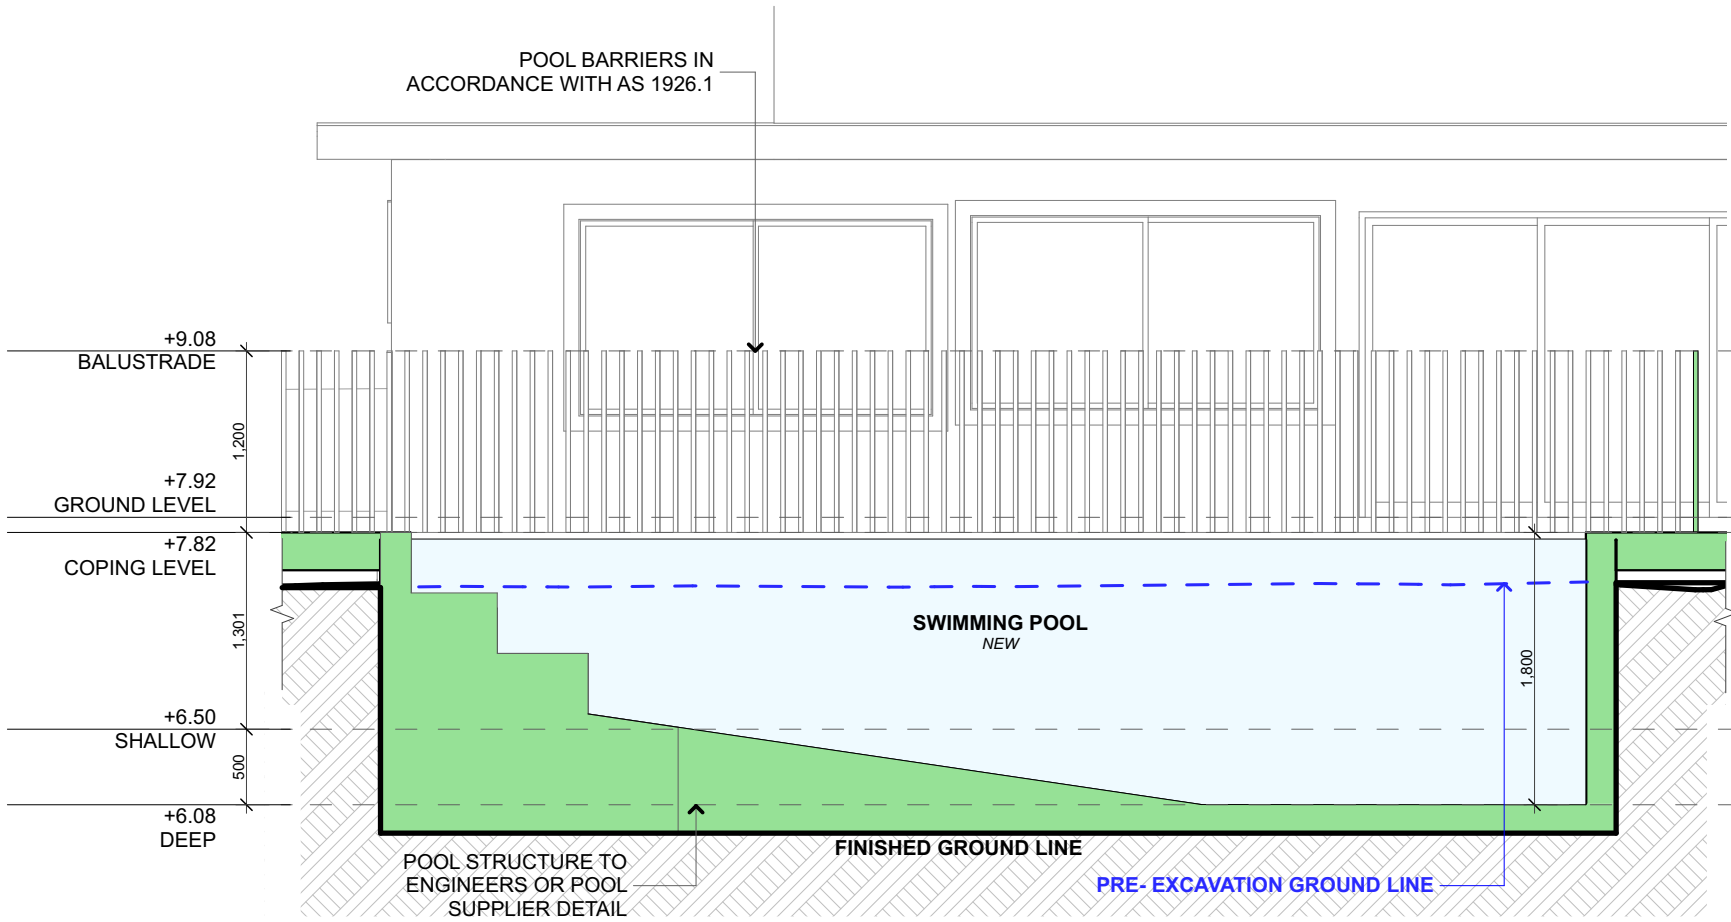 POOL BARRIERS IN
ACCORDANCE WITH AS 1926.1
+9.08
BALUSTRADE
1,200
+7.92
GROUND LEVEL
+7.82
COPING LEVEL
1,301
SWIMMING POOL
NEW
1,800
+6.50
SHALLOW
500
+6.08
DEEP
FINISHED GROUND LINE
POOL STRUCTURE TO
ENGINEERS OR POOL
SUPPLIER DETAIL
PRE- EXCAVATION GROUND LINE